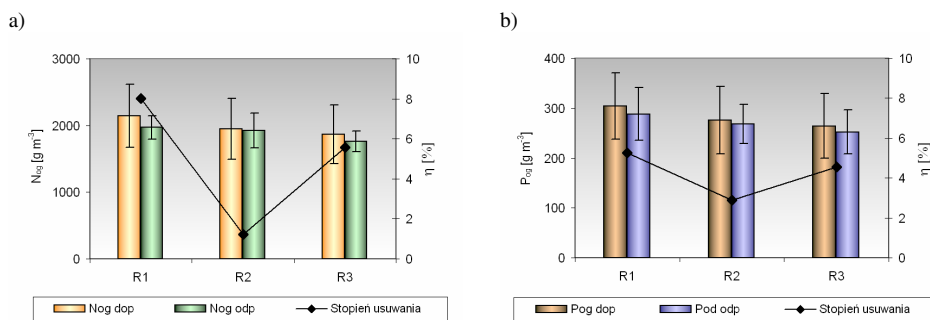 a)
3000
2000
1000
0
Nog [g m-3]
10
8
6
4
2
0
η [%]
R1 R2 R3
Nog dop Nog odp Stopień usuwania
b)
400
300
200
100
0
Pog [g m-3]
10
8
6
4
2
0
η [%]
R1 R2 R3
Pog dop Pod odp Stopień usuwania